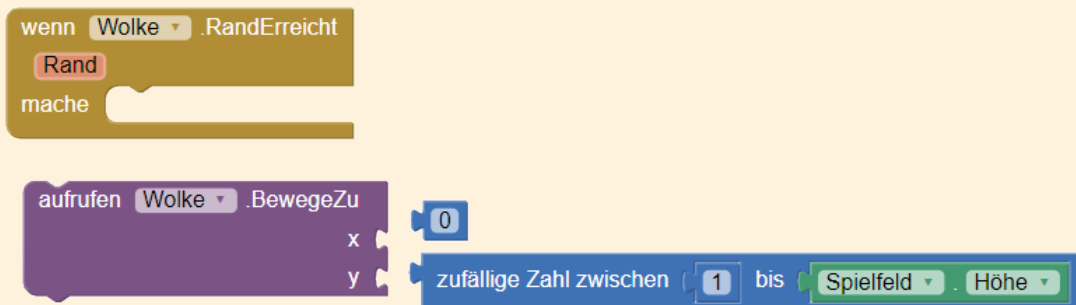 wenn Wolke .RandErreicht
Rand
mache
aufrufen Wolke .BewegeZu
x 0
y zufällige Zahl zwischen 1 bis Spielfeld . Höhe